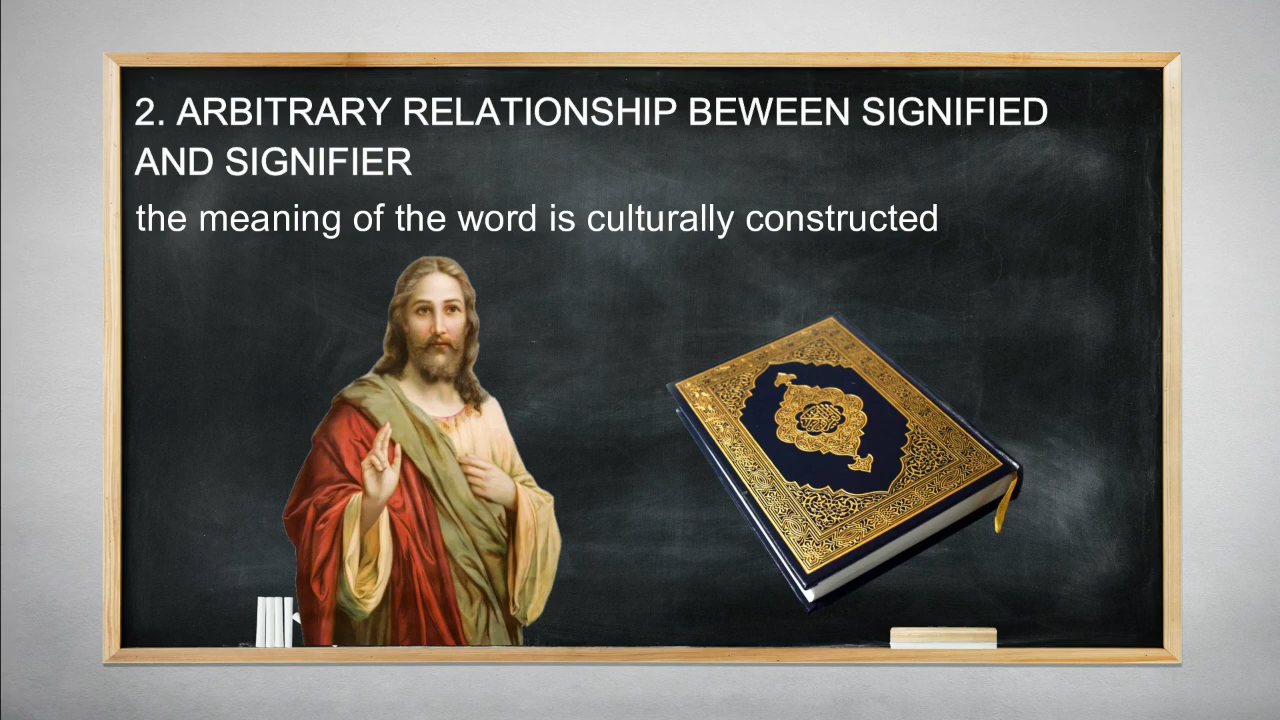 2. ARBITRARY RELATIONSHIP BEWEEN SIGNIFIED
AND SIGNIFIER
the meaning of the word is culturally constructed